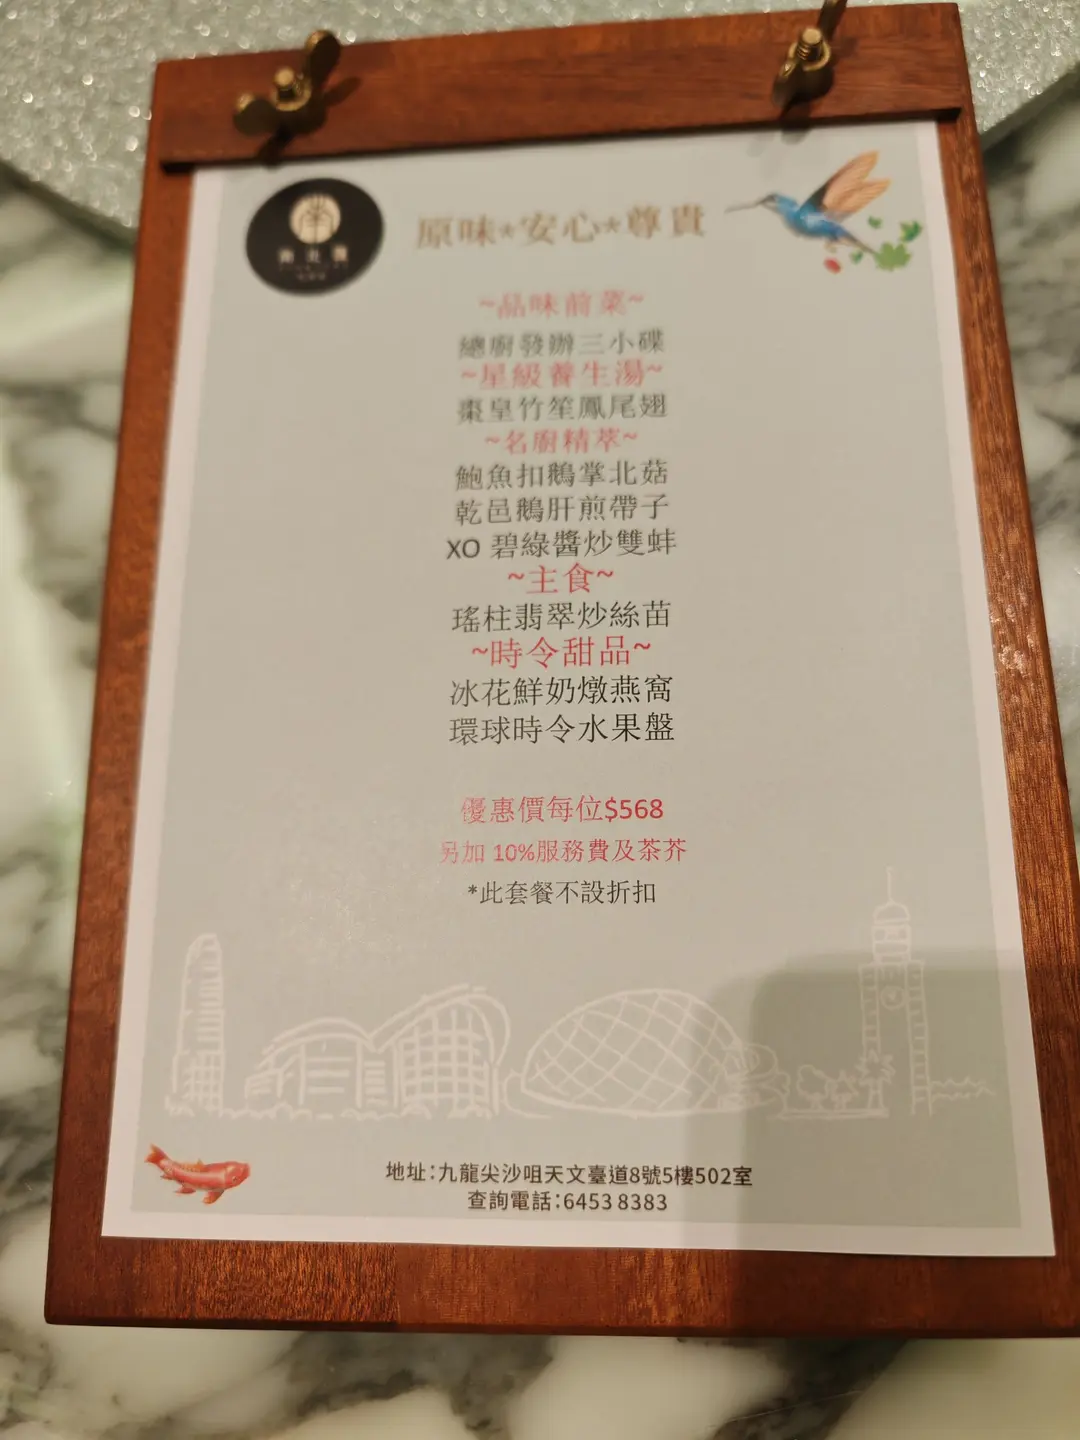 南
原味*安心*尊貴
~品味前菜~
總廚發辦三小碟
~星級養生湯~
棗皇竹笙鳳尾翅
~名廚精萃~
鮑魚扣鵝掌北菇
乾邑鵝肝煎帶子
XO 碧綠醬炒雙蚌
~主食~
瑤柱翡翠炒絲苗
~時令甜品~
冰花鮮奶燉燕窩
環球時令水果盤
優惠價每位$568
另加 10%服務費及茶芥
*此套餐不設折扣
地址:九龍尖沙咀天文臺道8號5樓502室
查詢電話:6453 8383